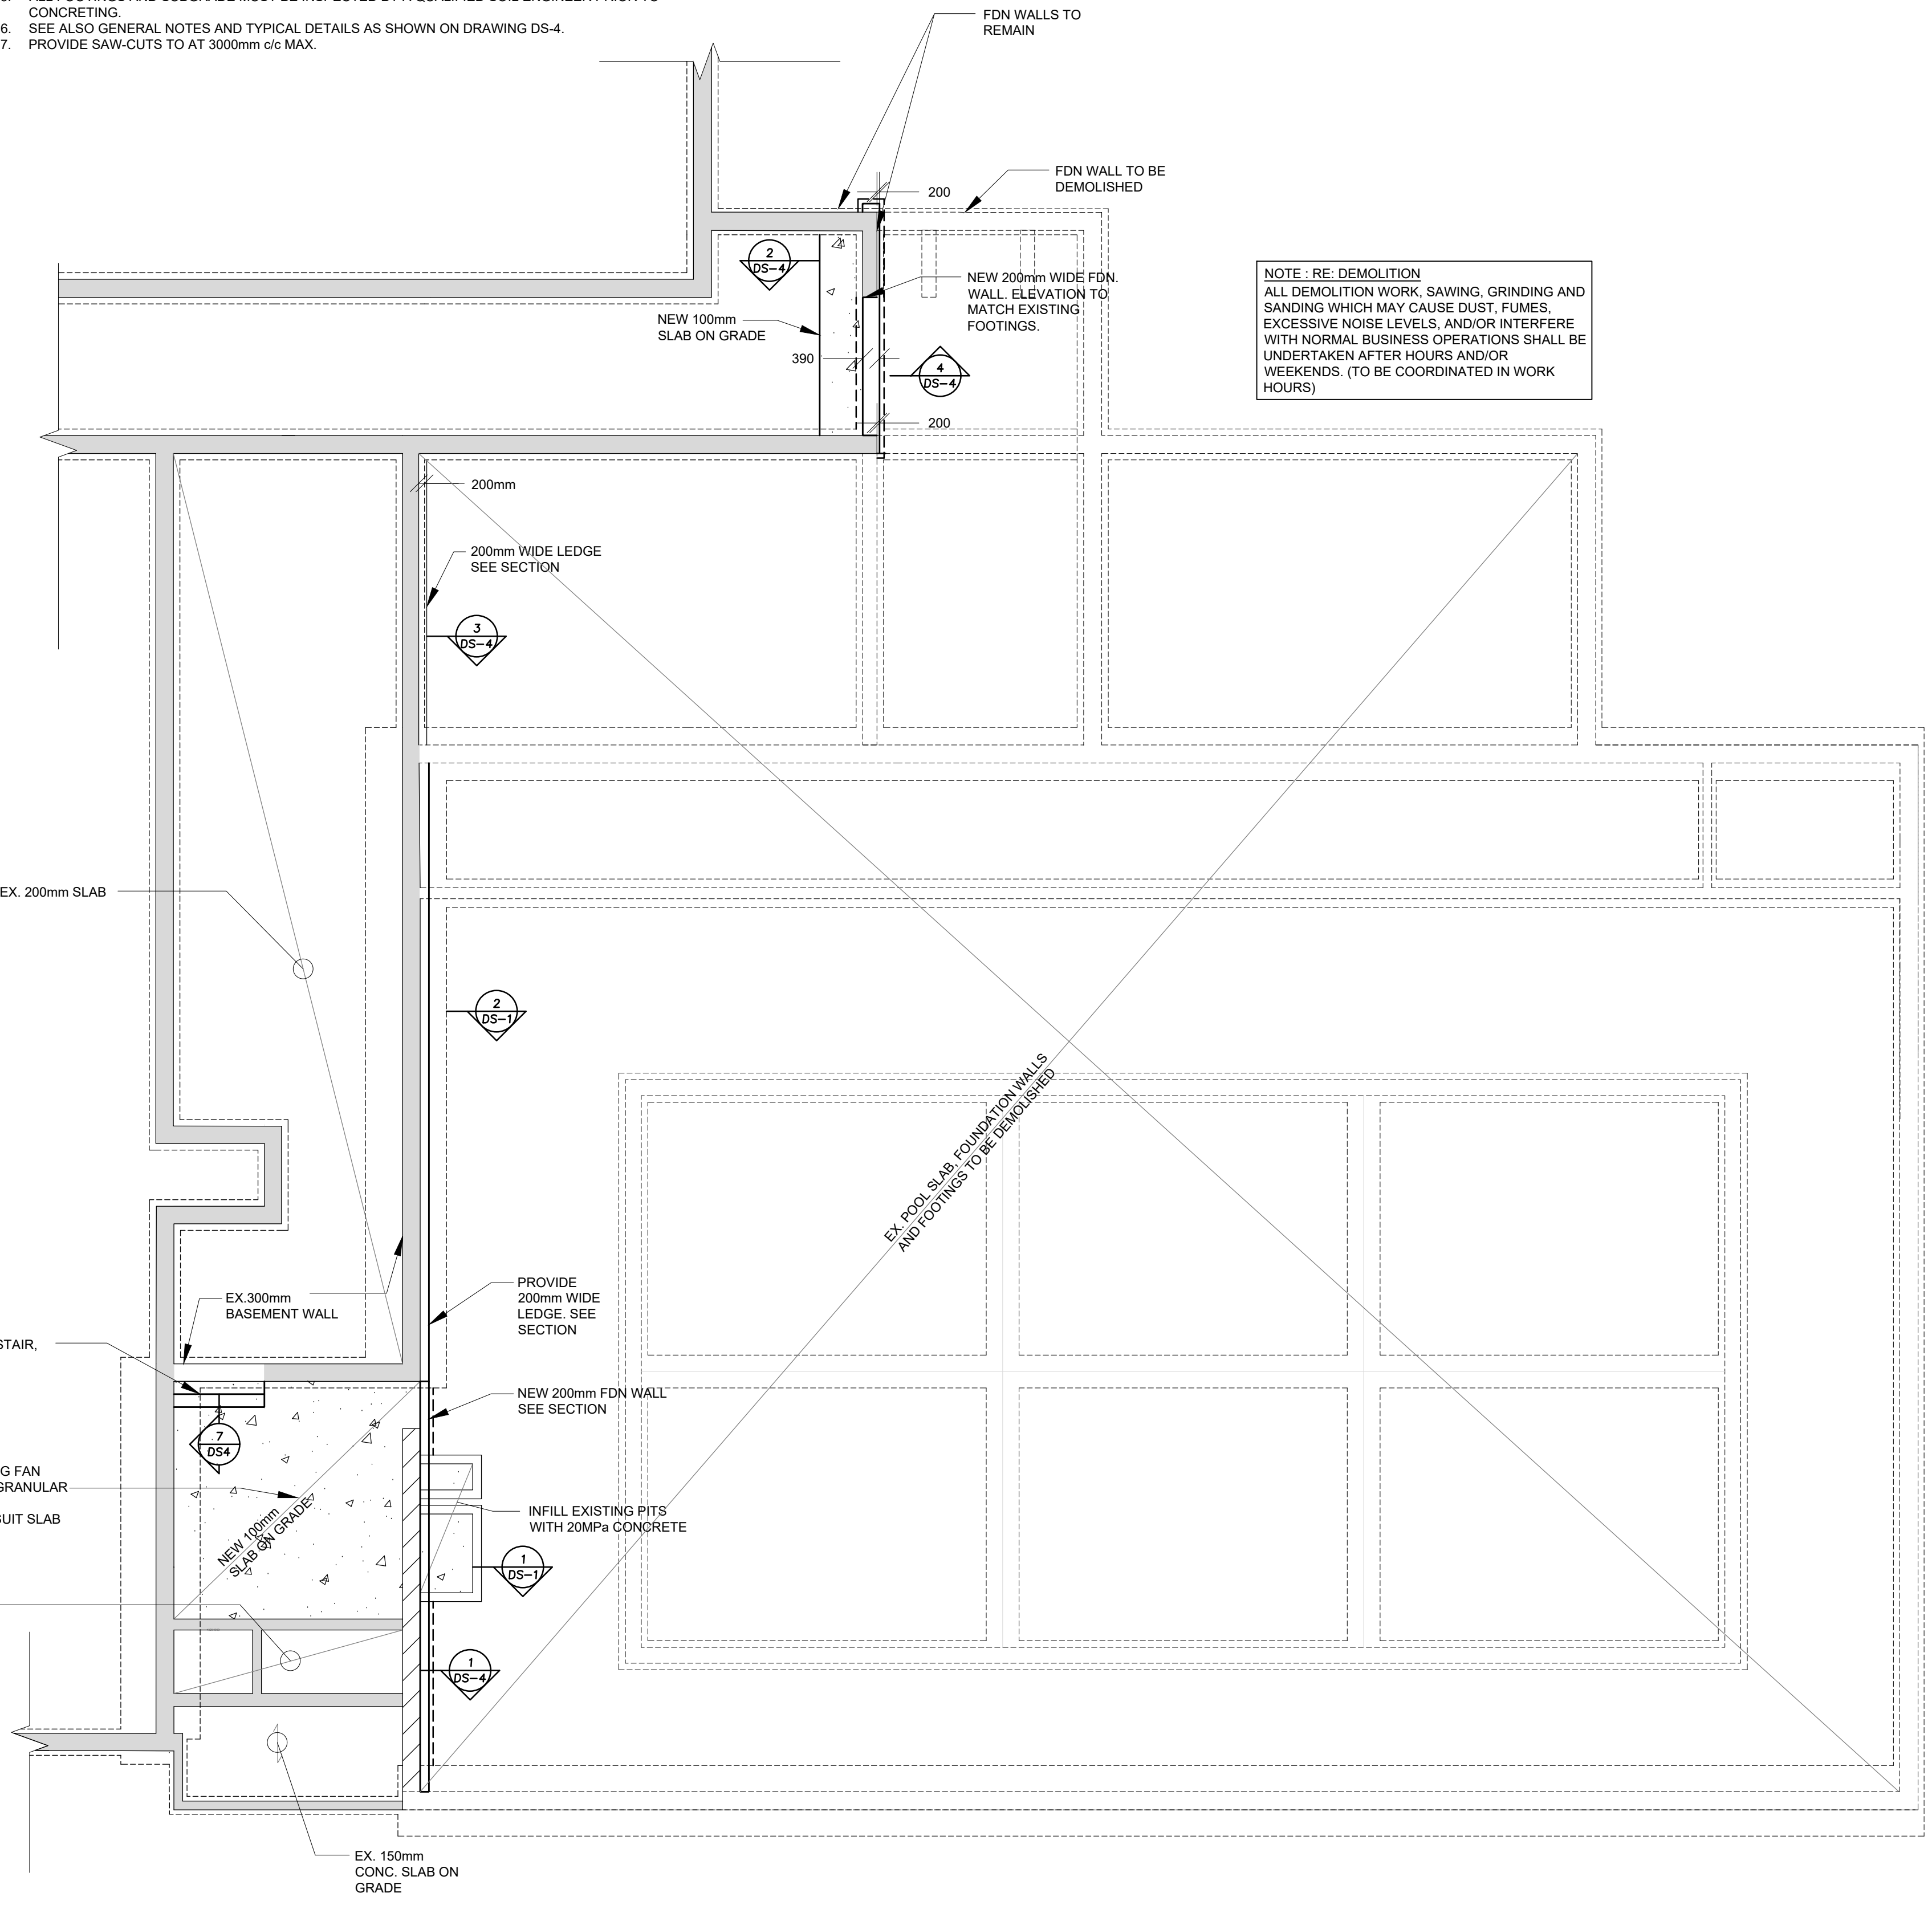 CONCRETING.
6. SEE ALSO GENERAL NOTES AND TYPICAL DETAILS AS SHOWN ON DRAWING DS-4.
7. PROVIDE SAW-CUTS TO AT 3000mm c/c MAX.
FDN WALLS TO
REMAIN
FDN WALL TO BE
DEMOLISHED
200
2
DS-4
NEW 200mm WIDE FDN.
WALL. ELEVATION TO
MATCH EXISTING
FOOTINGS.
NOTE : RE: DEMOLITION
ALL DEMOLITION WORK, SAWING, GRINDING AND
SANDING WHICH MAY CAUSE DUST, FUMES,
EXCESSIVE NOISE LEVELS, AND/OR INTERFERE
WITH NORMAL BUSINESS OPERATIONS SHALL BE
UNDERTAKEN AFTER HOURS AND/OR
WEEKENDS. (TO BE COORDINATED IN WORK
HOURS)
NEW 100mm
SLAB ON GRADE
390
4
DS-4
200
200mm
200mm WIDE LEDGE
SEE SECTION
3
DS-4
EX. 200mm SLAB
2
DS-1
EX. POOL SLAB, FOUNDATION WALLS
AND FOOTINGS TO BE DEMOLISHED
EX.300mm
BASEMENT WALL
PROVIDE
200mm WIDE
LEDGE. SEE
SECTION
STAIR,
NEW 200mm FDN WALL
SEE SECTION
7
DS4
G FAN
GRANULAR
SUIT SLAB
NEW 100mm
SLAB ON GRADE
INFILL EXISTING PITS
WITH 20MPa CONCRETE
1
DS-1
1
DS-4
EX. 150mm
CONC. SLAB ON
GRADE